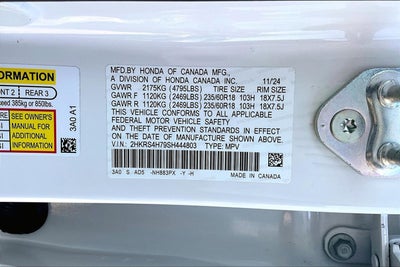 FORMATION
ONT 2 REAR 3
ceed 385kg or 850lbs.
SEE OWNER'S
MANUAL FOR
ADDITIONAL
INFORMATION
3A0 A1
MFD.BY HONDA OF CANADA MFG.,
A DIVISION OF HONDA CANADA INC. 11/24
GVWR 2175KG (4795LBS) TIRE SIZE RIM SIZE
GAWR F 1120KG (2469LBS) 235/60R18 103H 18X7.5J
GAWR R 1120KG (2469LBS) 235/60R18 103H 18X7.5J
THIS VEHICLE CONFORMS TO ALL APPLICABLE
FEDERAL MOTOR VEHICLE SAFETY
AND THEFT PREVENTION STANDARDS IN EFFECT
ON THE DATE OF MANUFACTURE SHOWN ABOVE.
V.I.N.: 2HKRS4H79SH444803 TYPE: MPV
3A0 S AD5 -NH883PX -Y -H MADE IN CANADA